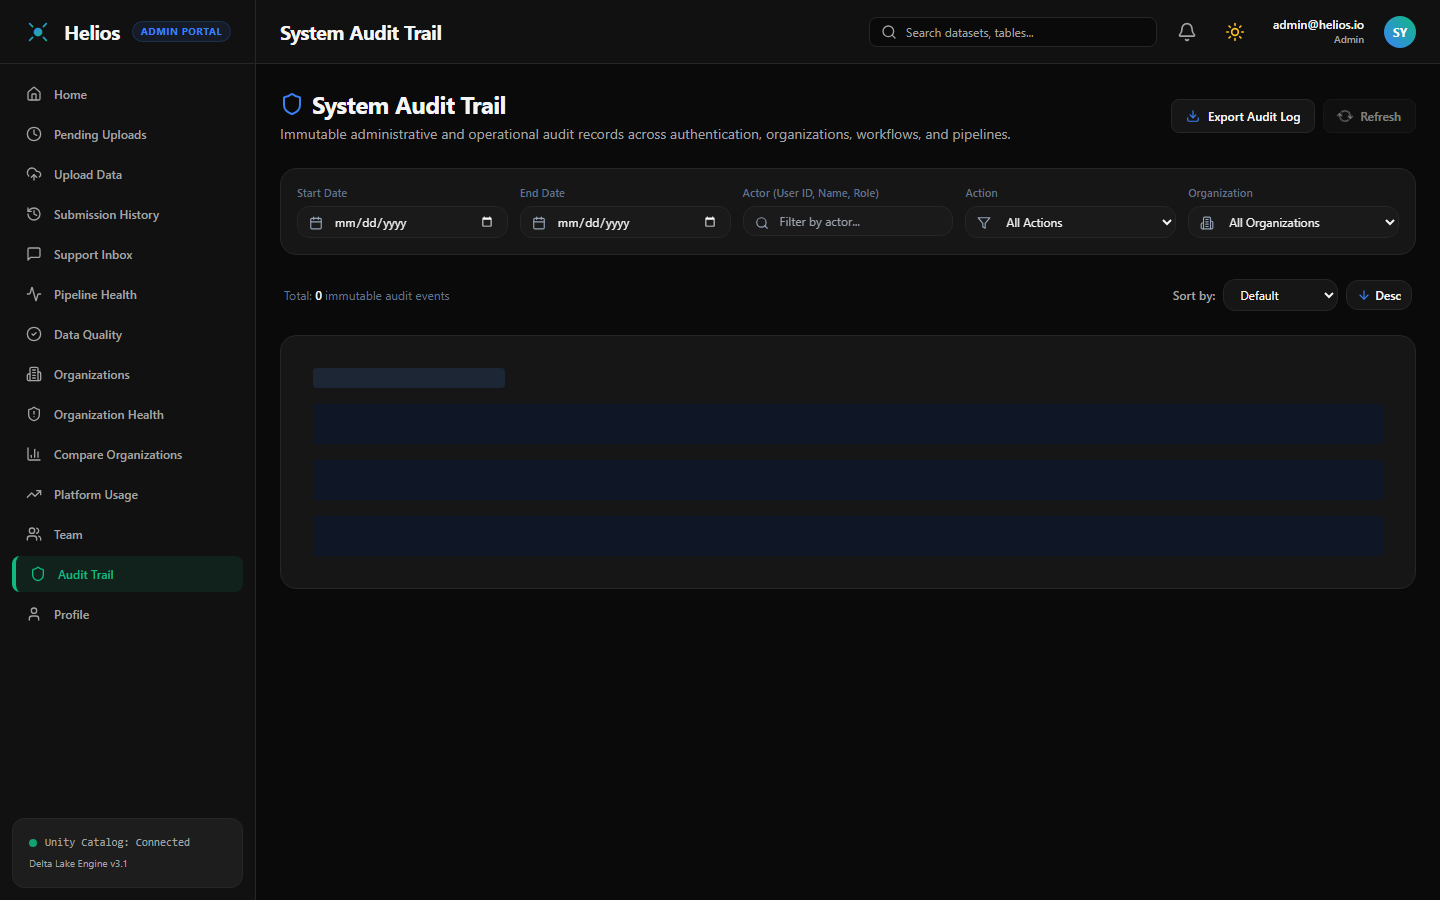 Helios
ADMIN PORTAL
System Audit Trail
Search datasets, tables...
admin@helios.io
Admin
SY
Home
Pending Uploads
Upload Data
Submission History
Support Inbox
Pipeline Health
Data Quality
Organizations
Organization Health
Compare Organizations
Platform Usage
Team
Audit Trail
Profile
Unity Catalog: Connected
Delta Lake Engine v3.1
System Audit Trail
Immutable administrative and operational audit records across authentication, organizations, workflows, and pipelines.
Export Audit Log
Refresh
Start Date
mm/dd/yyyy
End Date
mm/dd/yyyy
Actor (User ID, Name, Role)
Filter by actor...
Action
All Actions
Organization
All Organizations
Total: 0 immutable audit events
Sort by:
Default
Desc